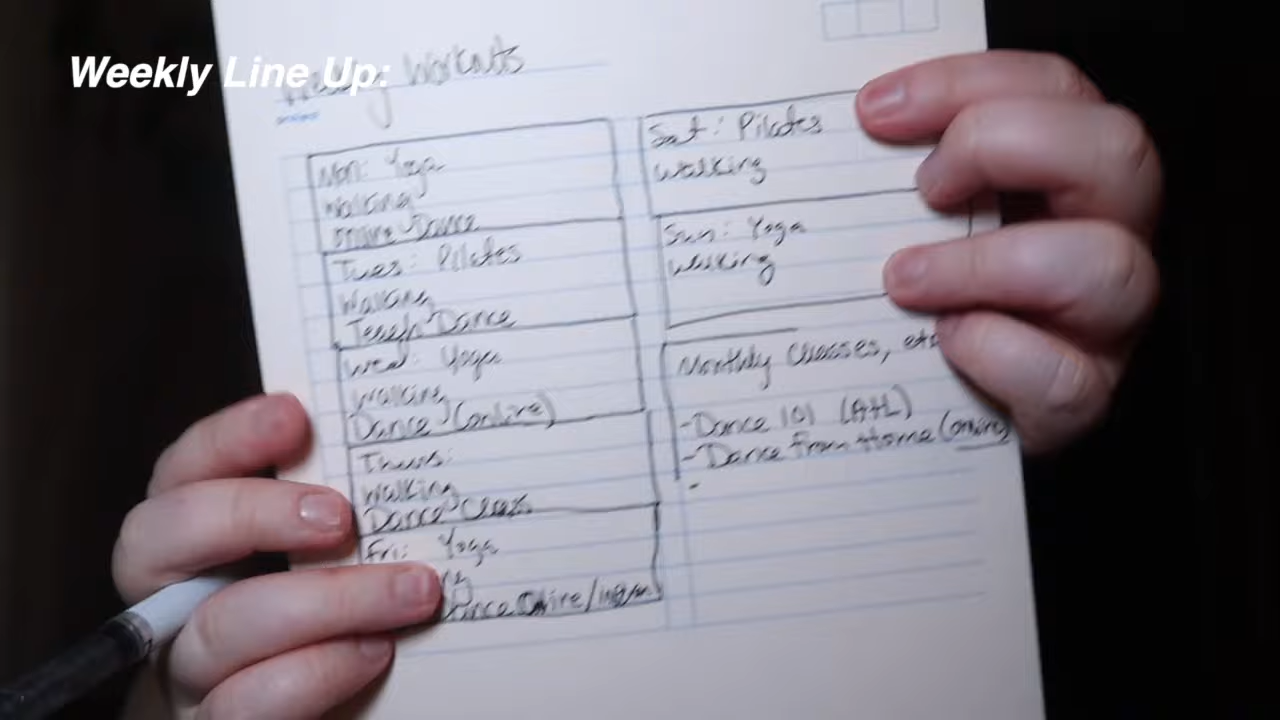 Weekly Line Up:
Workouts
Mon: Yoga
Walking
Dance
Tues: Pilates
Walking
Teach Dance
Wed: Yoga
Walking
Dance (online)
Thurs:
Walking
Dance Class
Fri: Yoga
Dance Online/
Sat: Pilates
Walking
Sun: Yoga
Walking
Monthly Classes, etc
- Dance 101 (ATL)
- Dance From Home (online)
-